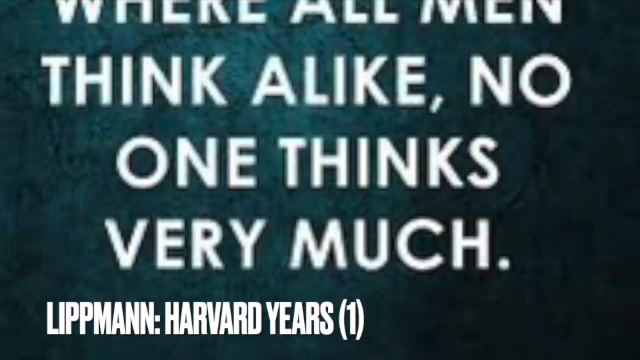 WHERE ALL MEN
THINK ALIKE, NO
ONE THINKS
VERY MUCH.
LIPPMANN: HARVARD YEARS (1)